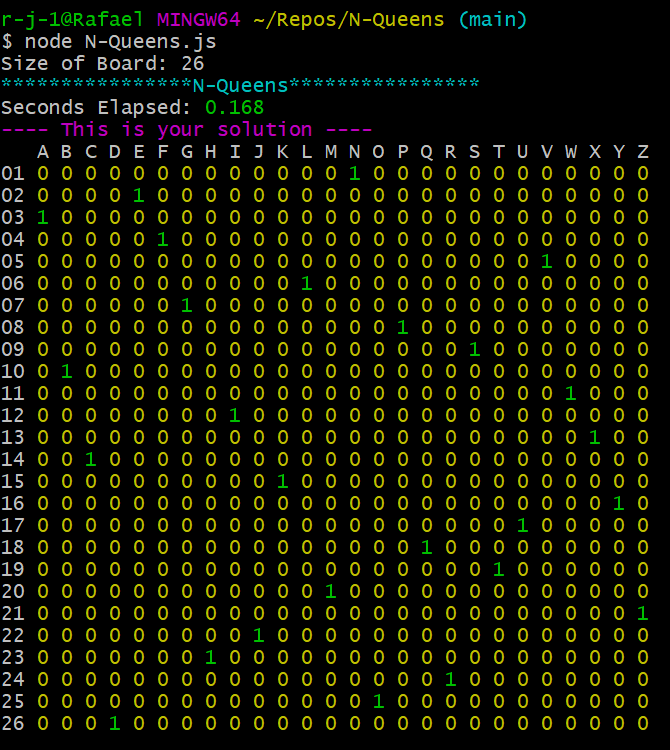 r-j-1@Rafael MINGW64 ~/Repos/N-Queens (main)
$ node N-Queens.js
Size of Board: 26
****************N-Queens****************
Seconds Elapsed: 0.168
---- This is your solution ----
A B C D E F G H I J K L M N O P Q R S T U V W X Y Z
01 0 0 0 0 0 0 0 0 0 0 0 0 0 1 0 0 0 0 0 0 0 0 0 0 0 0
02 0 0 0 0 1 0 0 0 0 0 0 0 0 0 0 0 0 0 0 0 0 0 0 0 0 0
03 1 0 0 0 0 0 0 0 0 0 0 0 0 0 0 0 0 0 0 0 0 0 0 0 0 0
04 0 0 0 0 0 1 0 0 0 0 0 0 0 0 0 0 0 0 0 0 0 0 0 0 0 0
05 0 0 0 0 0 0 0 0 0 0 0 0 0 0 0 0 0 0 0 0 0 1 0 0 0 0
06 0 0 0 0 0 0 0 0 0 0 0 1 0 0 0 0 0 0 0 0 0 0 0 0 0 0
07 0 0 0 0 0 0 1 0 0 0 0 0 0 0 0 0 0 0 0 0 0 0 0 0 0 0
08 0 0 0 0 0 0 0 0 0 0 0 0 0 0 0 1 0 0 0 0 0 0 0 0 0 0
09 0 0 0 0 0 0 0 0 0 0 0 0 0 0 0 0 0 0 1 0 0 0 0 0 0 0
10 0 1 0 0 0 0 0 0 0 0 0 0 0 0 0 0 0 0 0 0 0 0 0 0 0 0
11 0 0 0 0 0 0 0 0 0 0 0 0 0 0 0 0 0 0 0 0 0 0 1 0 0 0
12 0 0 0 0 0 0 0 0 1 0 0 0 0 0 0 0 0 0 0 0 0 0 0 0 0 0
13 0 0 0 0 0 0 0 0 0 0 0 0 0 0 0 0 0 0 0 0 0 0 0 1 0 0
14 0 0 1 0 0 0 0 0 0 0 0 0 0 0 0 0 0 0 0 0 0 0 0 0 0 0
15 0 0 0 0 0 0 0 0 0 0 1 0 0 0 0 0 0 0 0 0 0 0 0 0 0 0
16 0 0 0 0 0 0 0 0 0 0 0 0 0 0 0 0 0 0 0 0 0 0 0 0 1 0
17 0 0 0 0 0 0 0 0 0 0 0 0 0 0 0 0 0 0 0 0 1 0 0 0 0 0
18 0 0 0 0 0 0 0 0 0 0 0 0 0 0 0 0 1 0 0 0 0 0 0 0 0 0
19 0 0 0 0 0 0 0 0 0 0 0 0 0 0 0 0 0 0 0 1 0 0 0 0 0 0
20 0 0 0 0 0 0 0 0 0 0 0 0 1 0 0 0 0 0 0 0 0 0 0 0 0 0
21 0 0 0 0 0 0 0 0 0 0 0 0 0 0 0 0 0 0 0 0 0 0 0 0 0 1
22 0 0 0 0 0 0 0 0 0 1 0 0 0 0 0 0 0 0 0 0 0 0 0 0 0 0
23 0 0 0 0 0 0 0 1 0 0 0 0 0 0 0 0 0 0 0 0 0 0 0 0 0 0
24 0 0 0 0 0 0 0 0 0 0 0 0 0 0 0 0 0 1 0 0 0 0 0 0 0 0
25 0 0 0 0 0 0 0 0 0 0 0 0 0 0 1 0 0 0 0 0 0 0 0 0 0 0
26 0 0 0 1 0 0 0 0 0 0 0 0 0 0 0 0 0 0 0 0 0 0 0 0 0 0